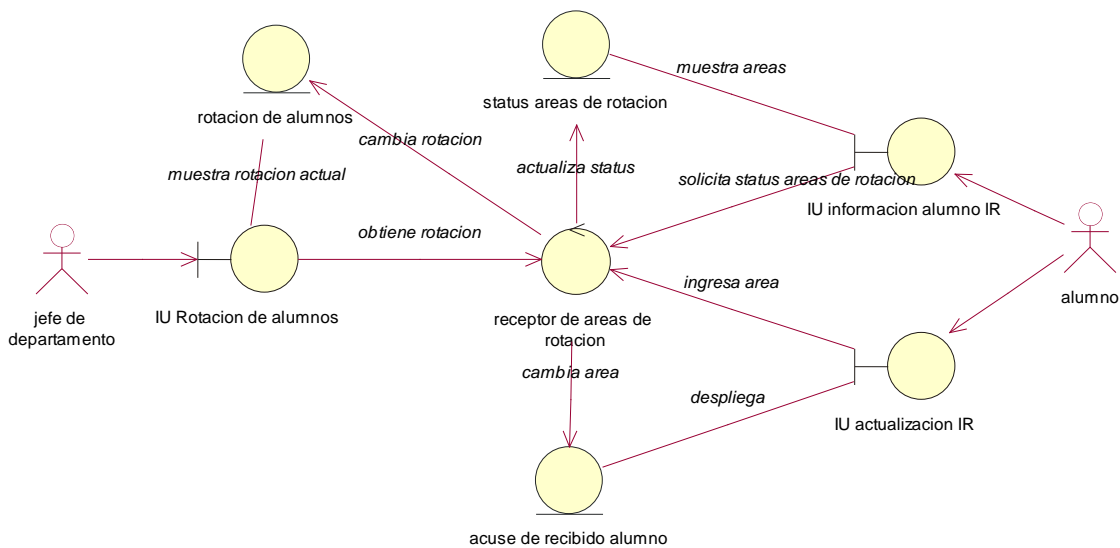 muestra areas
status areas de rotacion
rotacion de alumnos
cambia rotacion
actualiza status
muestra rotacion actual
solicita status areas de rotacion
IU informacion alumno IR
obtiene rotacion
ingresa area
alumno
jefe de
departamento
IU Rotacion de alumnos
receptor de areas de
rotacion
cambia area
despliega
IU actualizacion IR
acuse de recibido alumno